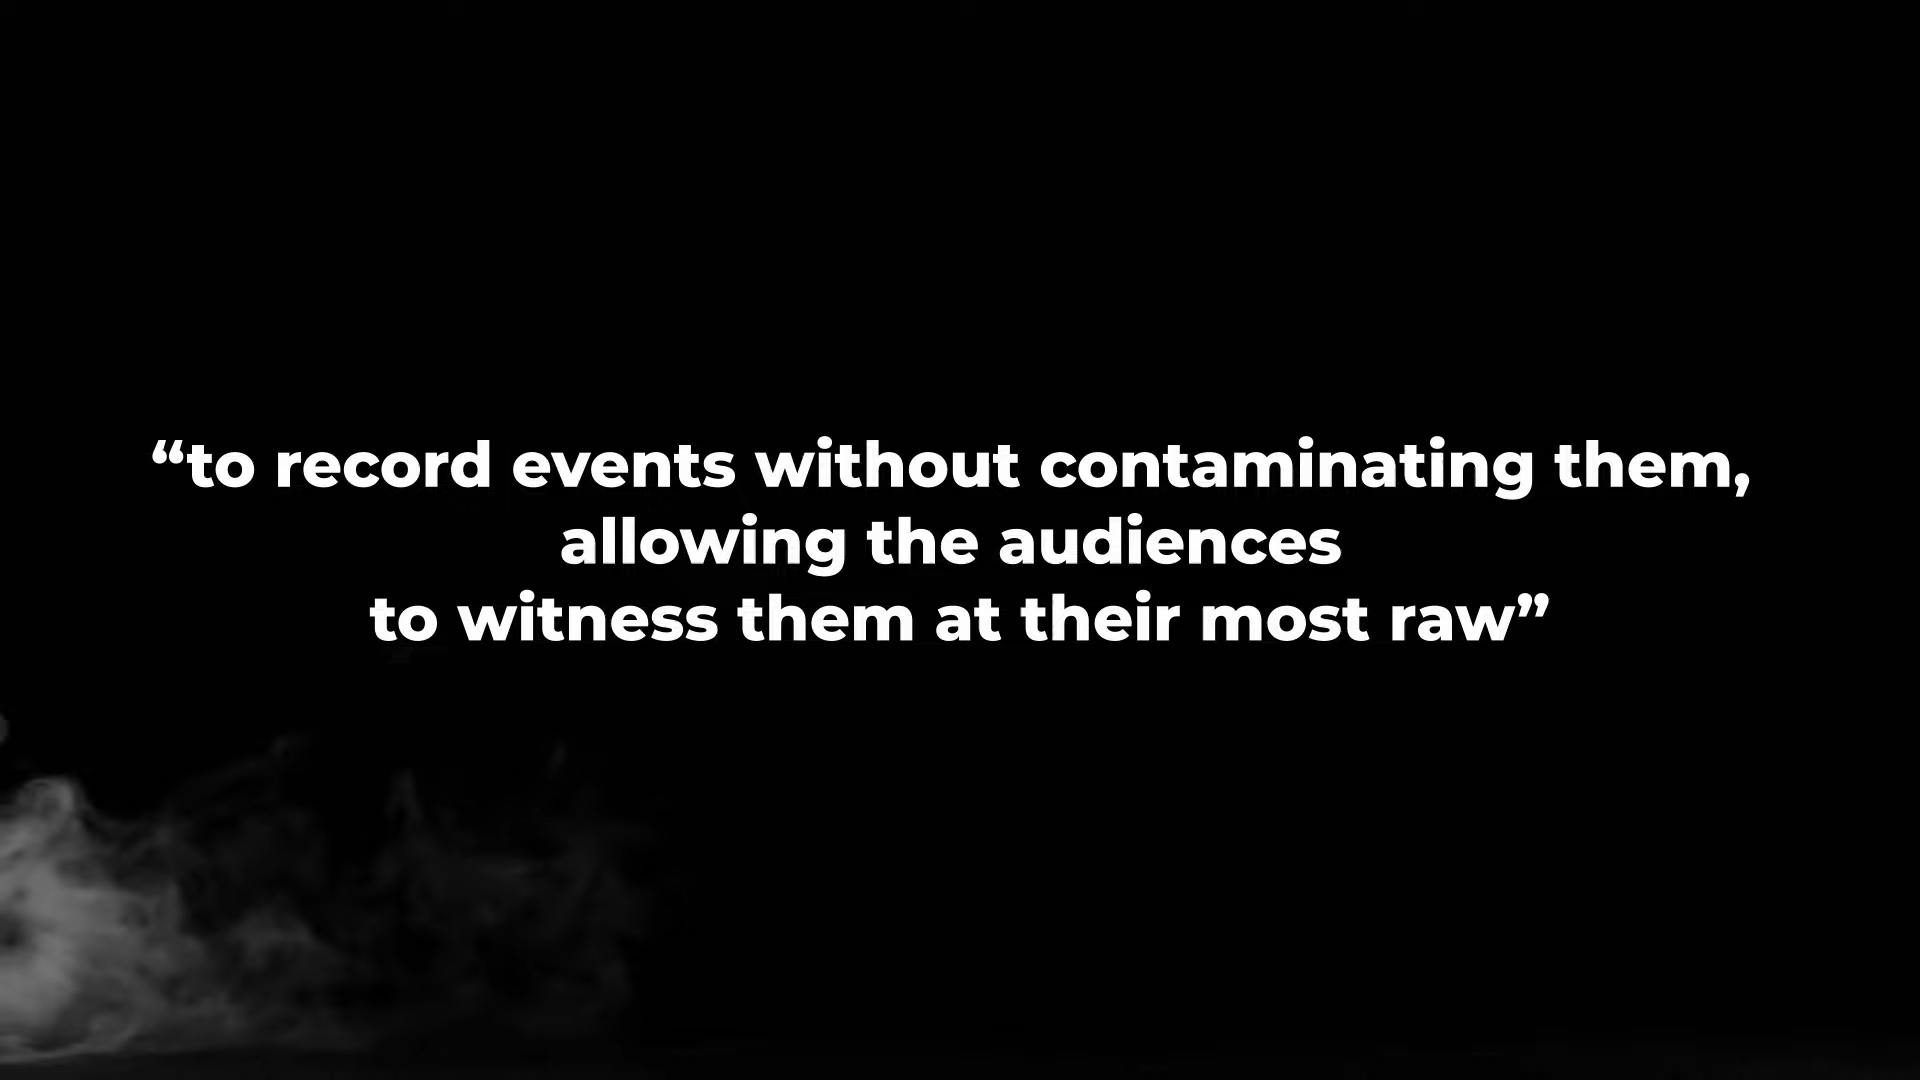 “to record events without contaminating them,
allowing the audiences
to witness them at their most raw”